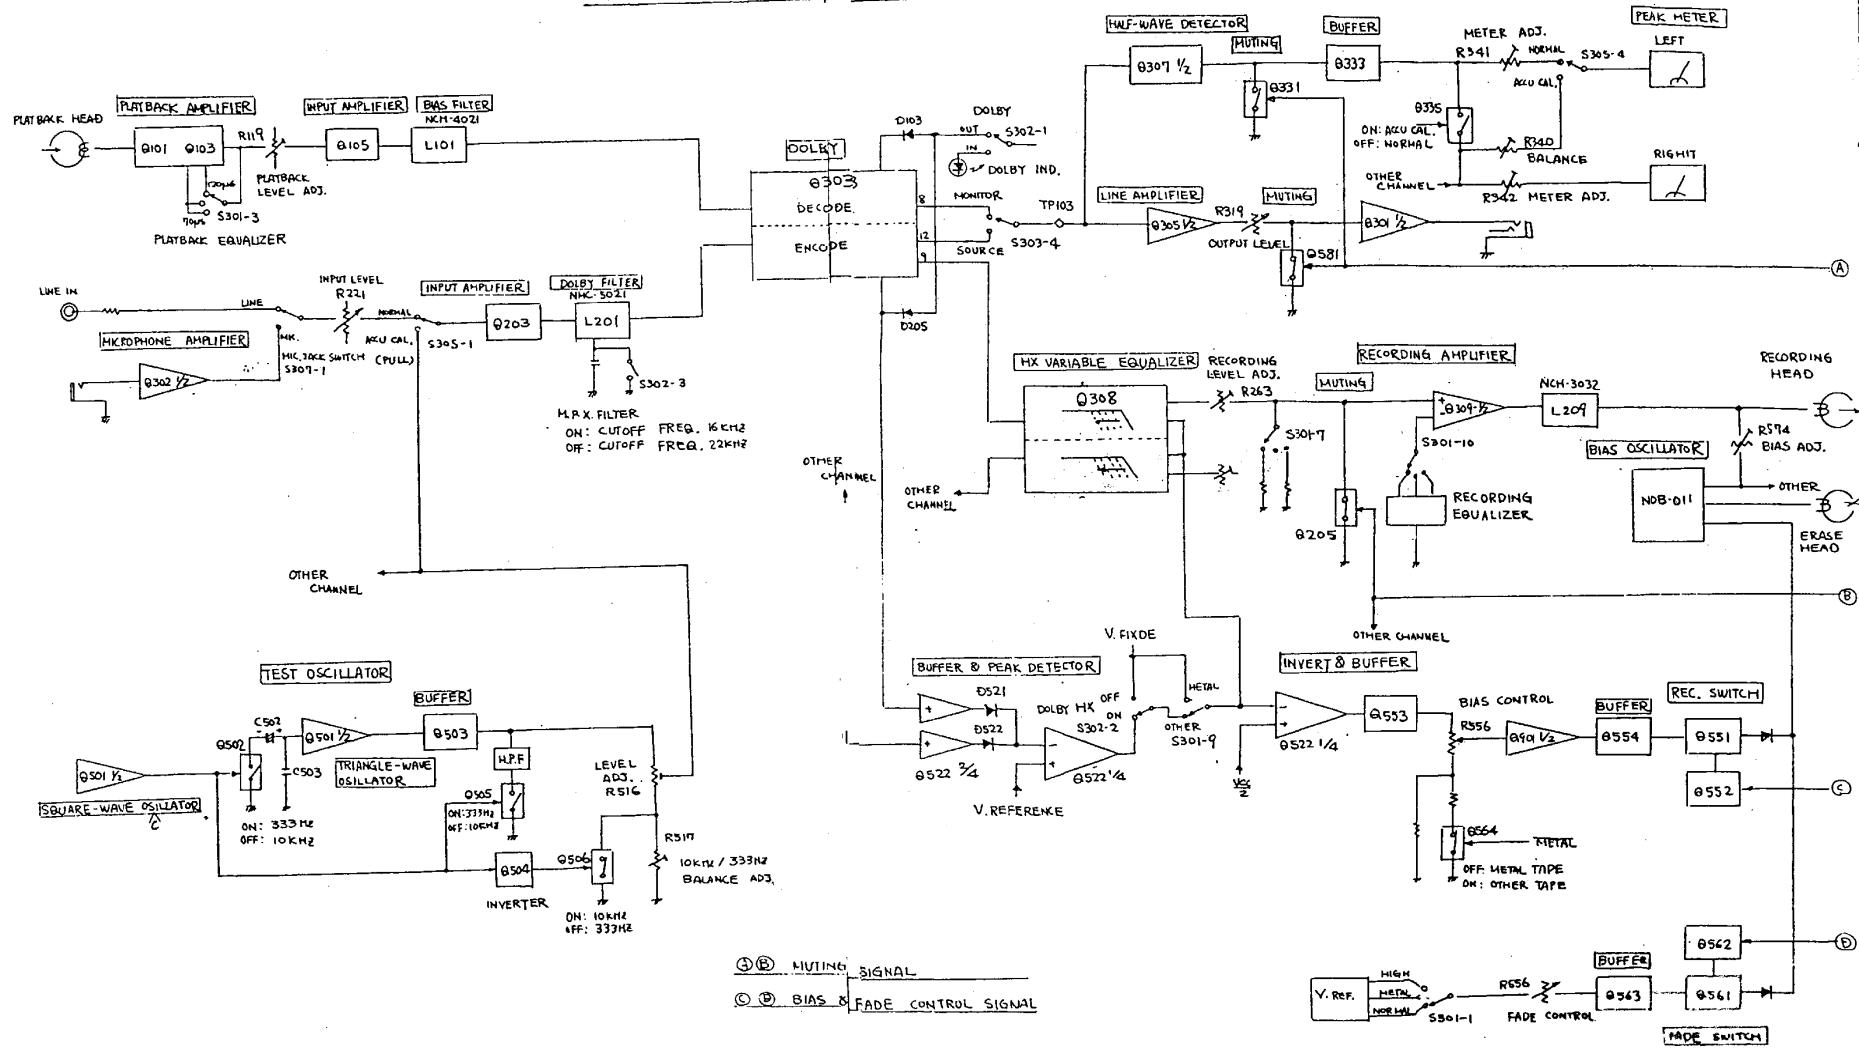 HALF-WAVE DETECTOR
BUFFER
PEAK METER
MUTING
METER ADJ.
R341
NORMAL
S305-4
LEFT
Q307 1/2
Q333
ACCU CAL.
Q331
Q335
ON: ACCU CAL.
OFF: NORMAL
R340
BALANCE
RIGHIT
OTHER
CHANNEL
R342 METER ADJ.
PLATBACK AMPLIFIER
INPUT AMPLIFIER
BIAS FILTER
NCH-4021
PLATBACK HEAD
Q101 Q103
R119
Q105
L101
PLATBACK
LEVEL ADJ.
120µs
S301-3
70µs
PLATBACK EQUALIZER
D103
DOLBY
OUT
S302-1
IN
DOLBY IND.
DOLBY
Q303
DECODE
ENCODE
8
12
9
MONITOR
SOURCE
S303-4
TP103
LINE AMPLIFIER
MUTING
Q305 1/2
R319
OUTPUT LEVEL
Q301 1/2
Q581
A
D205
LINE IN
LINE
INPUT LEVEL
R221
NORMAL
ACCU CAL.
(PULL)
S305-1
INPUT AMPLIFIER
Q203
DOLBY FILTER
NHC-5021
L201
MICROPHONE AMPLIFIER
Q302 1/2
MK.
MIC. JACK SWITCH
S307-1
S302-3
M.P.X. FILTER
ON: CUTOFF FREQ. 16KHZ
OFF: CUTOFF FREQ. 22KHZ
HX VARIABLE EQUALIZER
Q308
RECORDING
LEVEL ADJ.
R263
RECORDING AMPLIFIER
MUTING
Q309-1/2
NCH-3032
L209
RECORDING
HEAD
S301-7
S301-10
R574
BIAS ADJ.
BIAS OSCILLATOR
NDB-011
OTHER
ERASE
HEAD
OTHER
CHANNEL
OTHER
CHANNEL
RECORDING
EQUALIZER
Q205
B
OTHER CHANNEL
OTHER
CHANNEL
TEST OSCILLATOR
BUFFER
C502
Q502
Q501 1/2
Q503
Q501 1/2
C503
TRIANGLE-WAVE
OSILLATOR
H.P.F
SQUARE-WAVE OSILLATOR
C
ON: 333HZ
OFF: 10KHZ
Q505
ON:333HZ
OFF:10KHZ
LEVEL
ADJ.
R516
Q504
INVERTER
Q506
ON: 10KHZ
OFF: 333HZ
R517
10KHZ / 333HZ
BALANCE ADJ.
V. FIXDE
BUFFER & PEAK DETECTOR
D521
D522
Q522 2/4
DOLBY HX
OFF
ON
S302-2
METAL
OTHER
S301-9
Q522 1/4
V. REFERENCE
INVERT & BUFFER
Q522 1/4
VCC
2
Q553
BIAS CONTROL
R556
Q901 1/2
BUFFER
Q554
REC. SWITCH
Q551
Q552
C
Q564
METAL
OFF: METAL TAPE
ON: OTHER TAPE
Q562
D
V. REF.
HIGH
METAL
NORMAL
S301-1
R556
FADE CONTROL
BUFFER
Q563
Q561
FADE SWITCH
A B MUTING SIGNAL
C D BIAS & FADE CONTROL SIGNAL